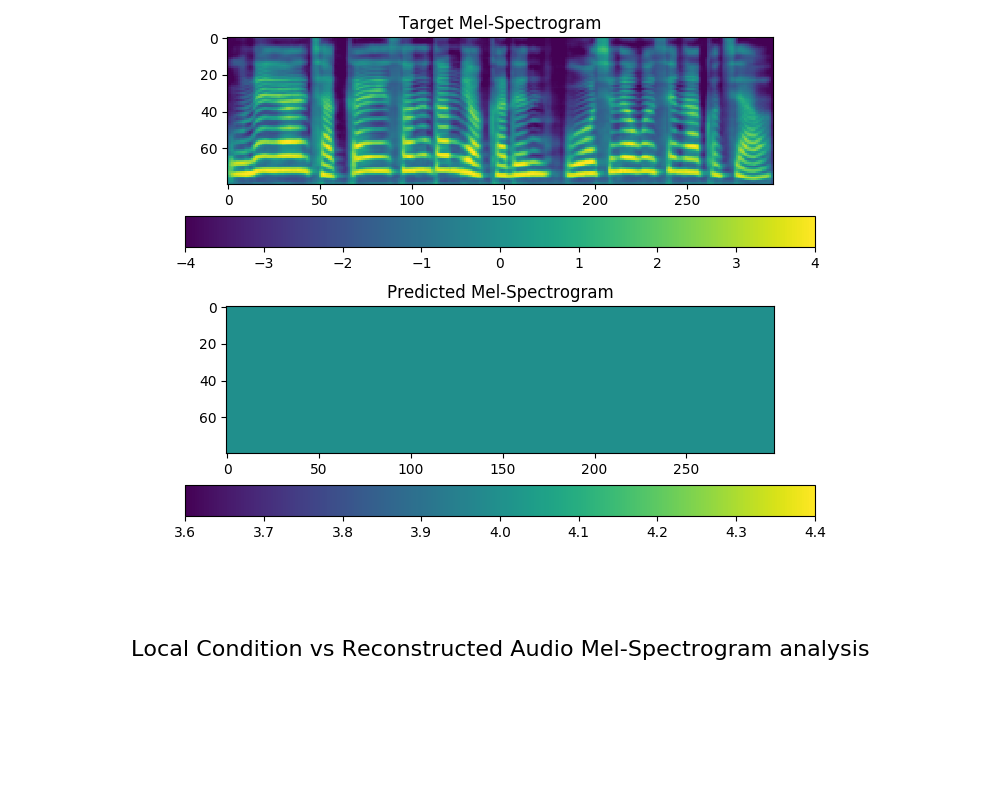 Target Mel-Spectrogram
0
20
40
60
0 50 100 150 200 250
−4 −3 −2 −1 0 1 2 3 4
Predicted Mel-Spectrogram
0
20
40
60
0 50 100 150 200 250
3.6 3.7 3.8 3.9 4.0 4.1 4.2 4.3 4.4
Local Condition vs Reconstructed Audio Mel-Spectrogram analysis